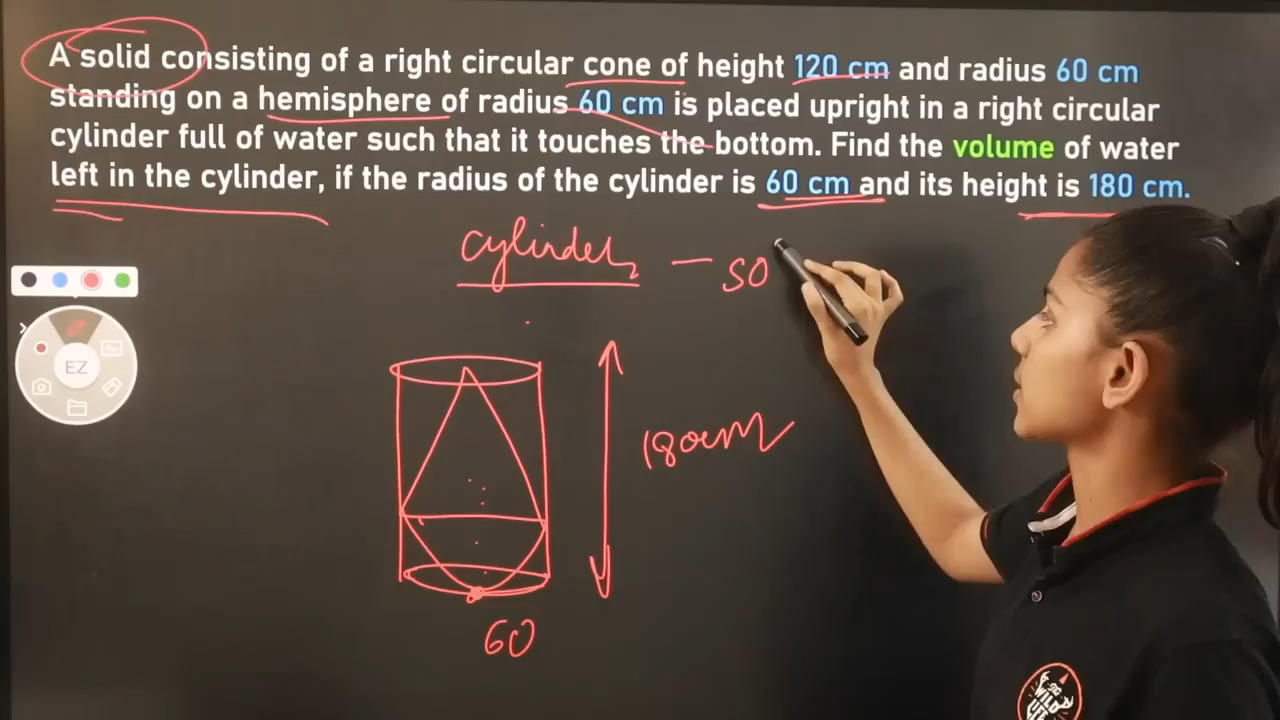 A solid consisting of a right circular cone of height 120 cm and radius 60 cm
standing on a hemisphere of radius 60 cm is placed upright in a right circular
cylinder full of water such that it touches the bottom. Find the volume of water
left in the cylinder, if the radius of the cylinder is 60 cm and its height is 180 cm.
cylinder - SO
EZ
180cm
60